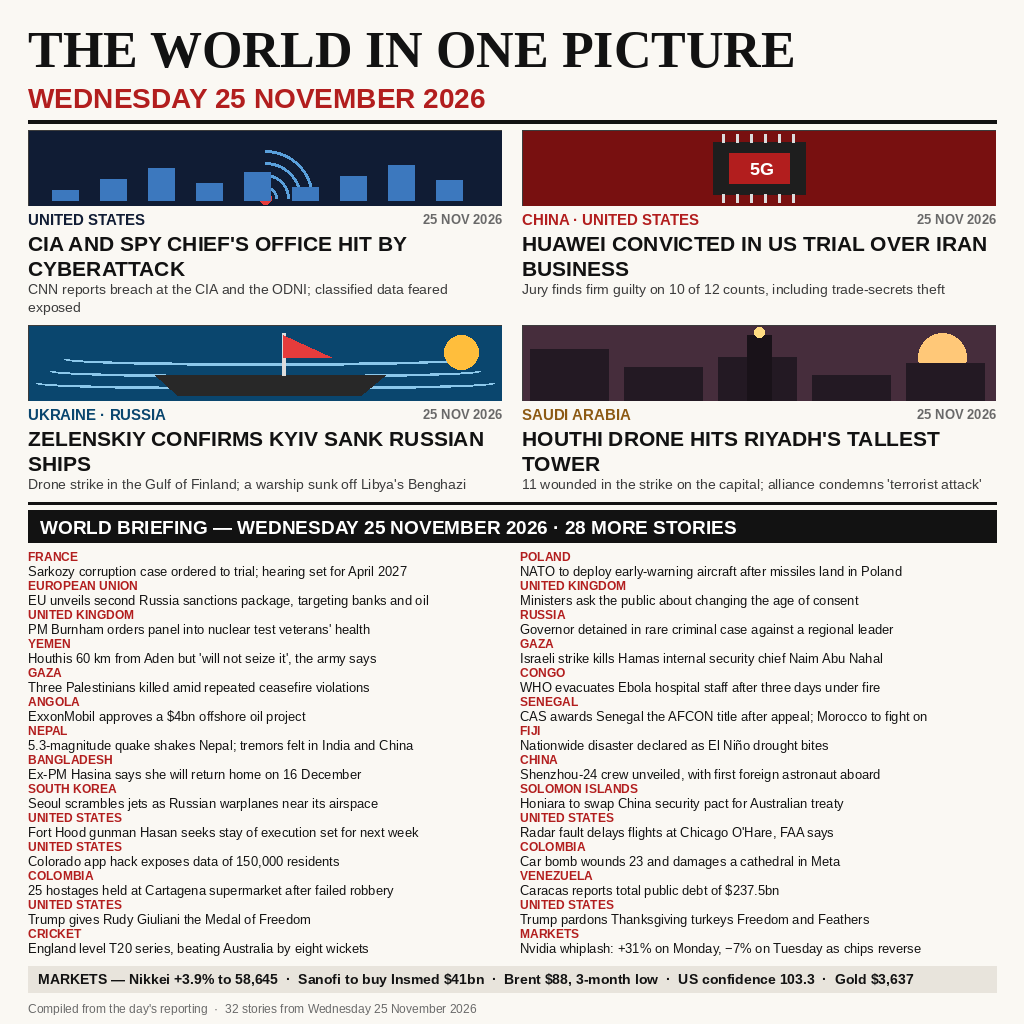 THE WORLD IN ONE PICTURE
WEDNESDAY 25 NOVEMBER 2026
UNITED STATES
25 NOV 2026
CIA AND SPY CHIEF'S OFFICE HIT BY
CYBERATTACK
CNN reports breach at the CIA and the ODNI; classified data feared
exposed
5G
CHINA · UNITED STATES
25 NOV 2026
HUAWEI CONVICTED IN US TRIAL OVER IRAN
BUSINESS
Jury finds firm guilty on 10 of 12 counts, including trade-secrets theft
UKRAINE · RUSSIA
25 NOV 2026
ZELENSKIY CONFIRMS KYIV SANK RUSSIAN
SHIPS
Drone strike in the Gulf of Finland; a warship sunk off Libya's Benghazi
SAUDI ARABIA
25 NOV 2026
HOUTHI DRONE HITS RIYADH'S TALLEST
TOWER
11 wounded in the strike on the capital; alliance condemns 'terrorist attack'
WORLD BRIEFING — WEDNESDAY 25 NOVEMBER 2026 · 28 MORE STORIES
FRANCE
Sarkozy corruption case ordered to trial; hearing set for April 2027
EUROPEAN UNION
EU unveils second Russia sanctions package, targeting banks and oil
UNITED KINGDOM
PM Burnham orders panel into nuclear test veterans' health
YEMEN
Houthis 60 km from Aden but 'will not seize it', the army says
GAZA
Three Palestinians killed amid repeated ceasefire violations
ANGOLA
ExxonMobil approves a $4bn offshore oil project
NEPAL
5.3-magnitude quake shakes Nepal; tremors felt in India and China
BANGLADESH
Ex-PM Hasina says she will return home on 16 December
SOUTH KOREA
Seoul scrambles jets as Russian warplanes near its airspace
UNITED STATES
Fort Hood gunman Hasan seeks stay of execution set for next week
UNITED STATES
Colorado app hack exposes data of 150,000 residents
COLOMBIA
25 hostages held at Cartagena supermarket after failed robbery
UNITED STATES
Trump gives Rudy Giuliani the Medal of Freedom
CRICKET
England level T20 series, beating Australia by eight wickets
POLAND
NATO to deploy early-warning aircraft after missiles land in Poland
UNITED KINGDOM
Ministers ask the public about changing the age of consent
RUSSIA
Governor detained in rare criminal case against a regional leader
GAZA
Israeli strike kills Hamas internal security chief Naim Abu Nahal
CONGO
WHO evacuates Ebola hospital staff after three days under fire
SENEGAL
CAS awards Senegal the AFCON title after appeal; Morocco to fight on
FIJI
Nationwide disaster declared as El Niño drought bites
CHINA
Shenzhou-24 crew unveiled, with first foreign astronaut aboard
SOLOMON ISLANDS
Honiara to swap China security pact for Australian treaty
UNITED STATES
Radar fault delays flights at Chicago O'Hare, FAA says
COLOMBIA
Car bomb wounds 23 and damages a cathedral in Meta
VENEZUELA
Caracas reports total public debt of $237.5bn
UNITED STATES
Trump pardons Thanksgiving turkeys Freedom and Feathers
MARKETS
Nvidia whiplash: +31% on Monday, −7% on Tuesday as chips reverse
MARKETS — Nikkei +3.9% to 58,645 · Sanofi to buy Insmed $41bn · Brent $88, 3-month low · US confidence 103.3 · Gold $3,637
Compiled from the day's reporting · 32 stories from Wednesday 25 November 2026